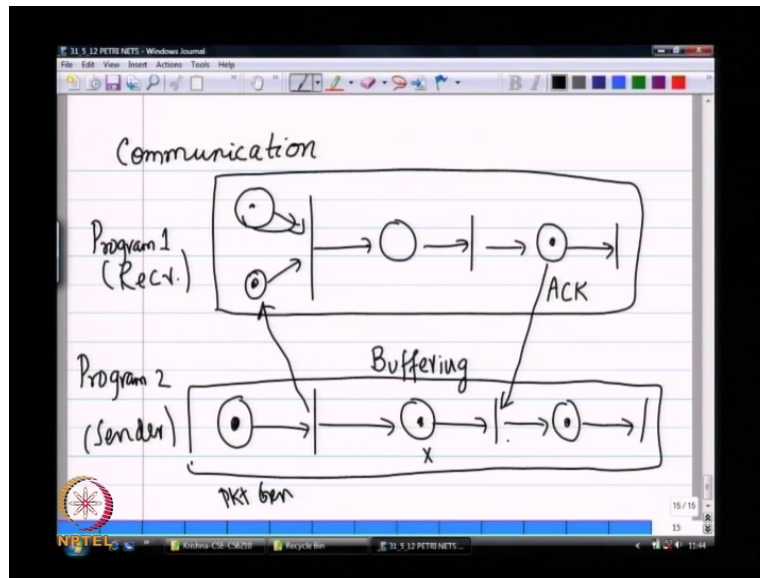 31_5_12 PETRI NETS - Windows Journal
File Edit View Insert Actions Tools Help
B I
Communication
Program 1
(Recv.)
ACK
Buffering
Program 2
(Sender)
X
PKT Gen
15 / 15
15
NPTEL
Krishna-CSE-CS6210
Recycle Bin
31_5_12 PETRI NETS ...
11:44